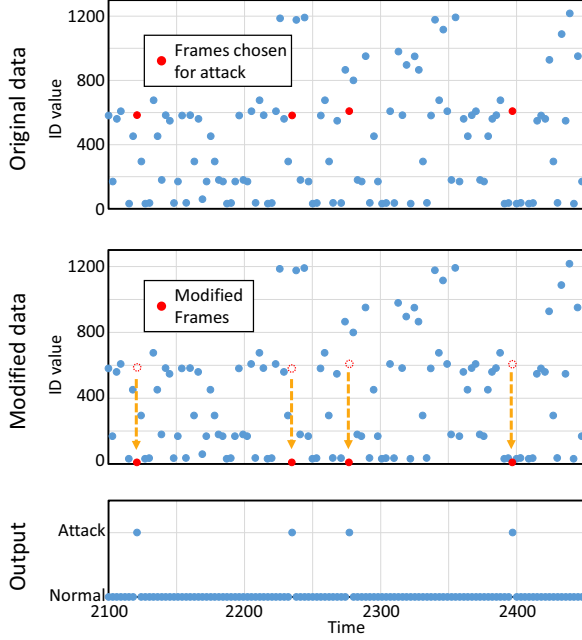 Original data
ID value
1200
800
400
0
Frames chosen
for attack
Modified data
ID value
1200
800
400
0
Modified
Frames
Output
Attack
Normal
2100
2200
2300
2400
Time